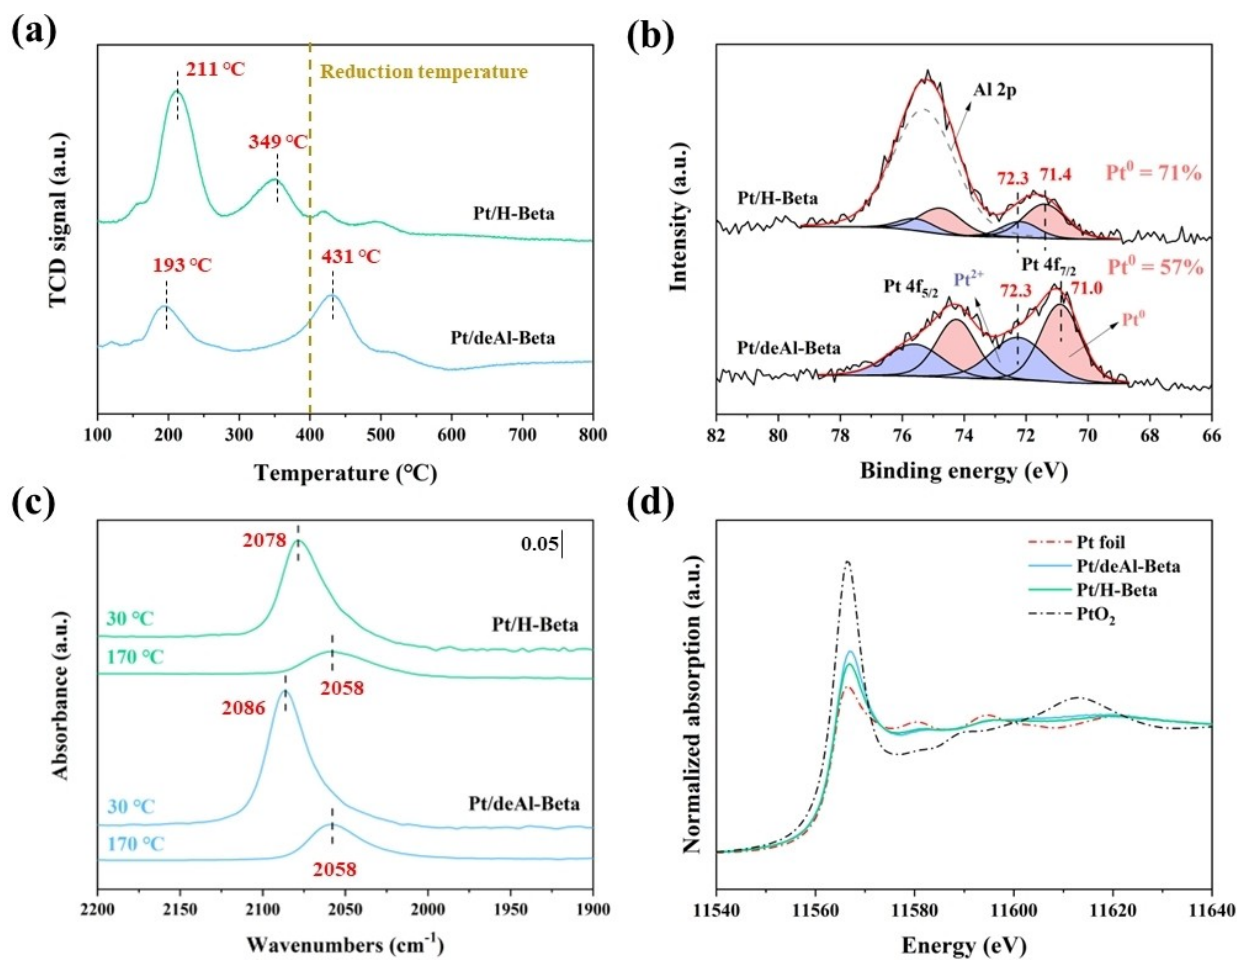 (a)
211 °C
Reduction temperature
349 °C
Pt/H-Beta
193 °C
431 °C
Pt/deAl-Beta
TCD signal (a.u.)
100 200 300 400 500 600 700 800
Temperature (°C)
(b)
Al 2p
72.3 71.4
Pt⁰ = 71%
Pt/H-Beta
Pt 4f7/2
Pt⁰ = 57%
Pt 4f5/2
Pt²⁺
72.3 71.0
Pt⁰
Pt/deAl-Beta
Intensity (a.u.)
82 80 78 76 74 72 70 68 66
Binding energy (eV)
(c)
2078
0.05
30 °C
Pt/H-Beta
170 °C
2058
2086
30 °C
Pt/deAl-Beta
170 °C
2058
Absorbance (a.u.)
2200 2150 2100 2050 2000 1950 1900
Wavenumbers (cm⁻¹)
(d)
Pt foil
Pt/deAl-Beta
Pt/H-Beta
PtO₂
Normalized absorption (a.u.)
11540 11560 11580 11600 11620 11640
Energy (eV)